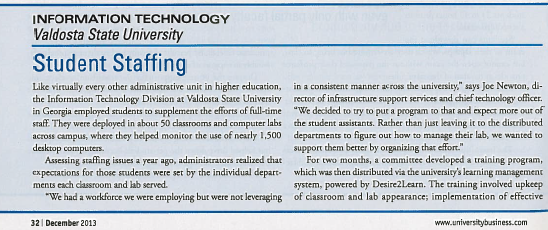 INFORMATION TECHNOLOGY
Valdosta State University
Student Staffing
Like virtually every other administrative unit in higher education,
the Information Technology Division at Valdosta State University
in Georgia employed students to supplement the efforts of full-time
staff. They were deployed in about 50 classrooms and computer labs
across campus, where they helped monitor the use of nearly 1,500
desktop computers.
Assessing staffing issues a year ago, administrators realized that
expectations for those students were set by the individual depart-
ments each classroom and lab served.
"We had a workforce we were employing but were not leveraging
in a consistent manner across the university," says Joe Newton, di-
rector of infrastructure support services and chief technology officer.
"We decided to try to put a program to that and expect more out of
the student assistants. Rather than just leaving it to the distributed
departments to figure out how to manage their lab, we wanted to
support them better by organizing that effort."
For two months, a committee developed a training program,
which was then distributed via the university's learning management
system, powered by Desire2Learn. The training involved upkeep
of classroom and lab appearance; implementation of effective
32 | December 2013
www.universitybusiness.com